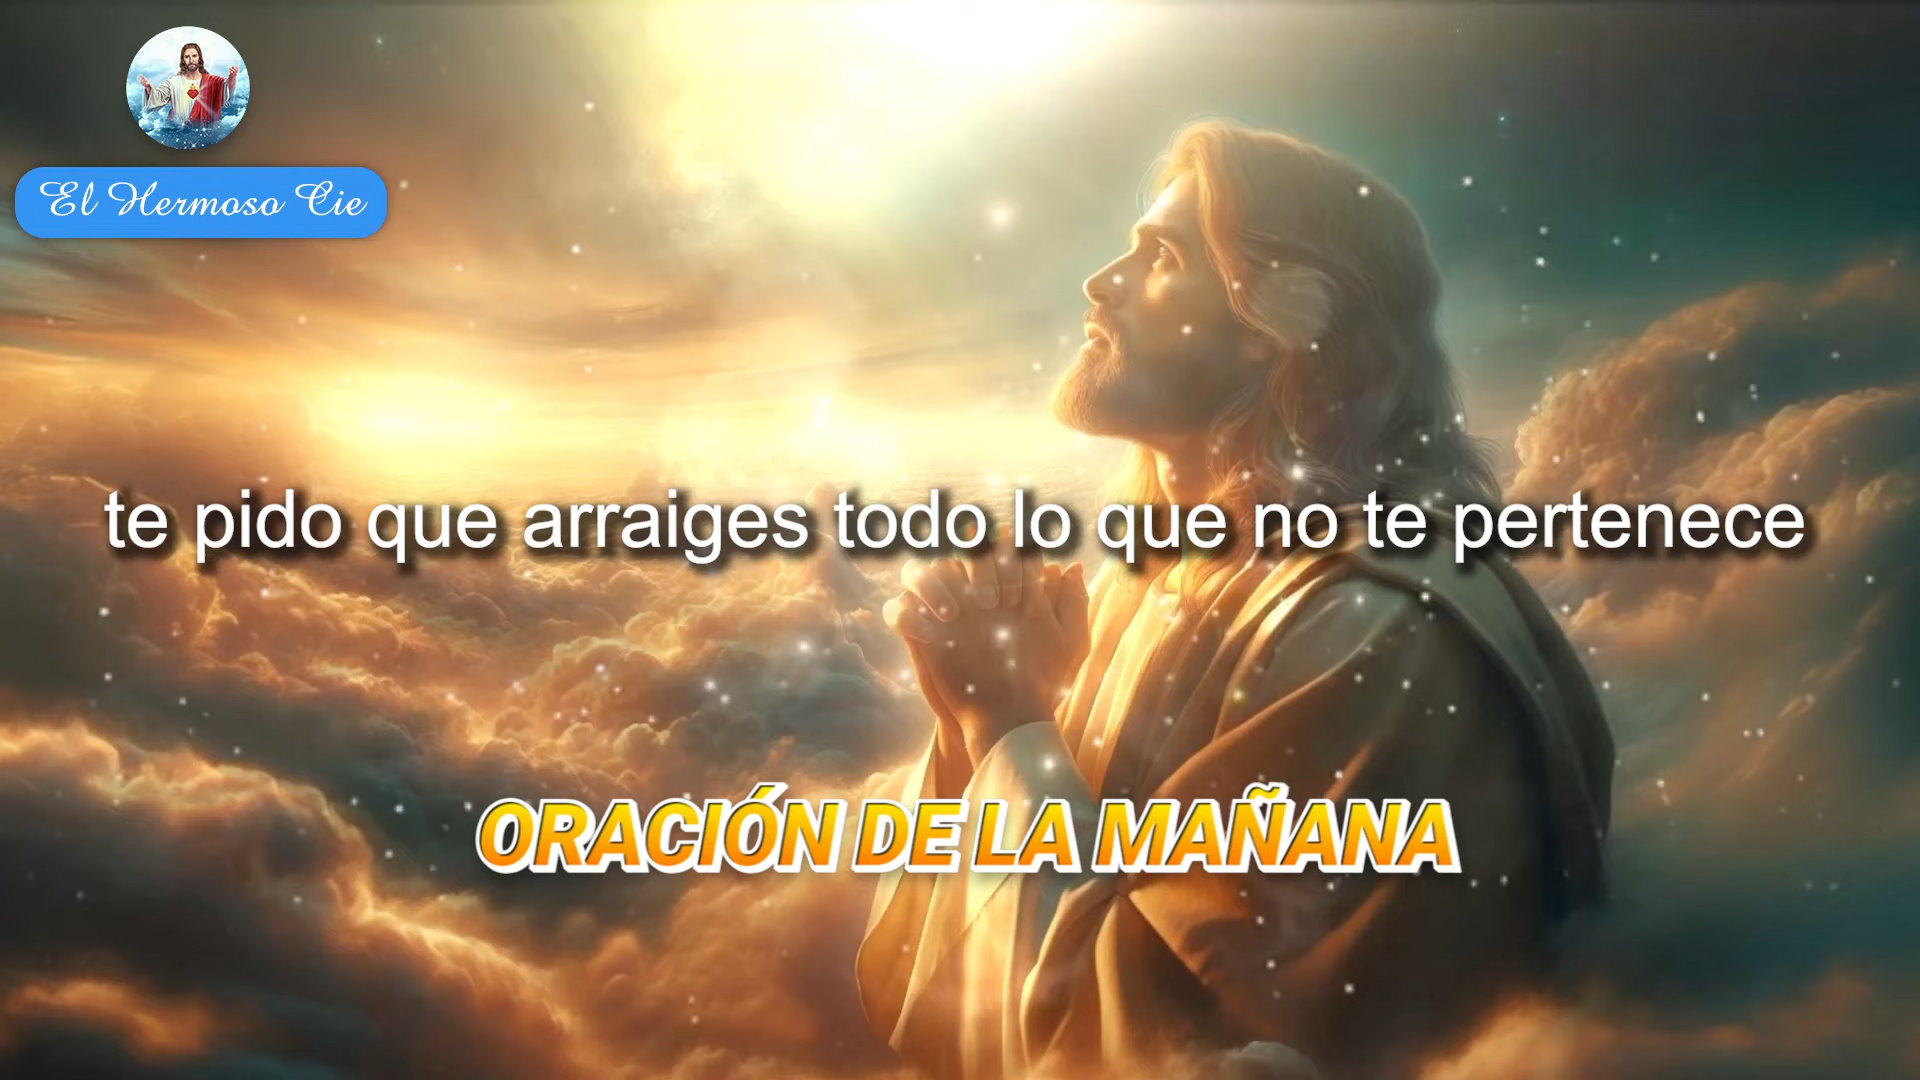 El Hermoso Cie
te pido que arraiges todo lo que no te pertenece
ORACIÓN DE LA MAÑANA